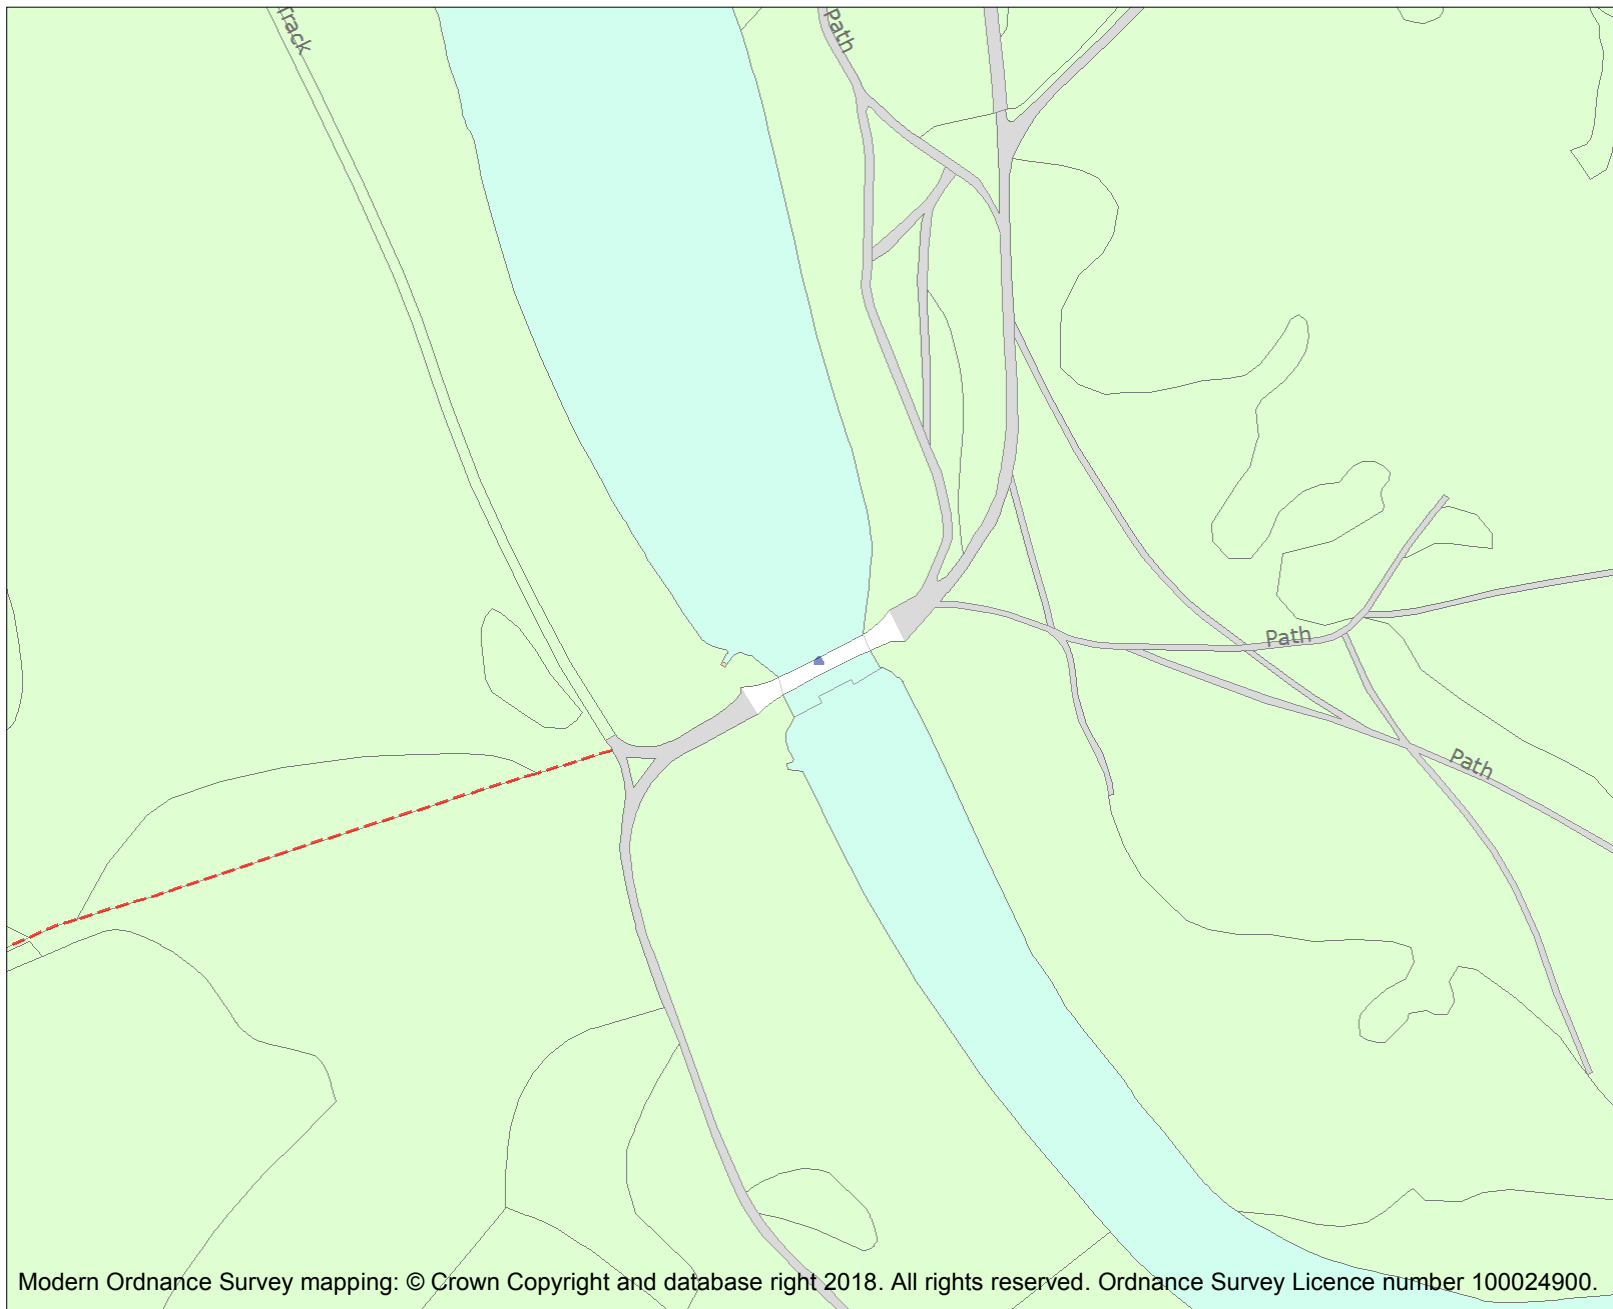 Track
Path
Path
Path
Modern Ordnance Survey mapping: © Crown Copyright and database right 2018. All rights reserved. Ordnance Survey Licence number 100024900.